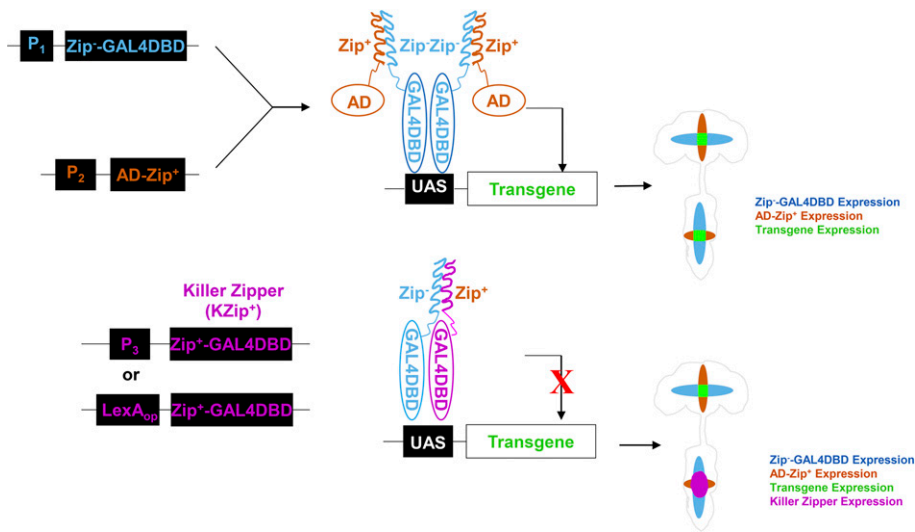 P₁ Zip⁻-GAL4DBD
P₂ AD-Zip⁺
Zip⁺ Zip⁻Zip⁻ Zip⁺
AD GAL4DBD GAL4DBD AD
UAS Transgene
Zip⁻-GAL4DBD Expression
AD-Zip⁺ Expression
Transgene Expression
Killer Zipper
(KZip⁺)
P₃ Zip⁺-GAL4DBD
or
LexAₒₚ Zip⁺-GAL4DBD
Zip⁻ Zip⁺
GAL4DBD GAL4DBD
X
UAS Transgene
Zip⁻-GAL4DBD Expression
AD-Zip⁺ Expression
Transgene Expression
Killer Zipper Expression